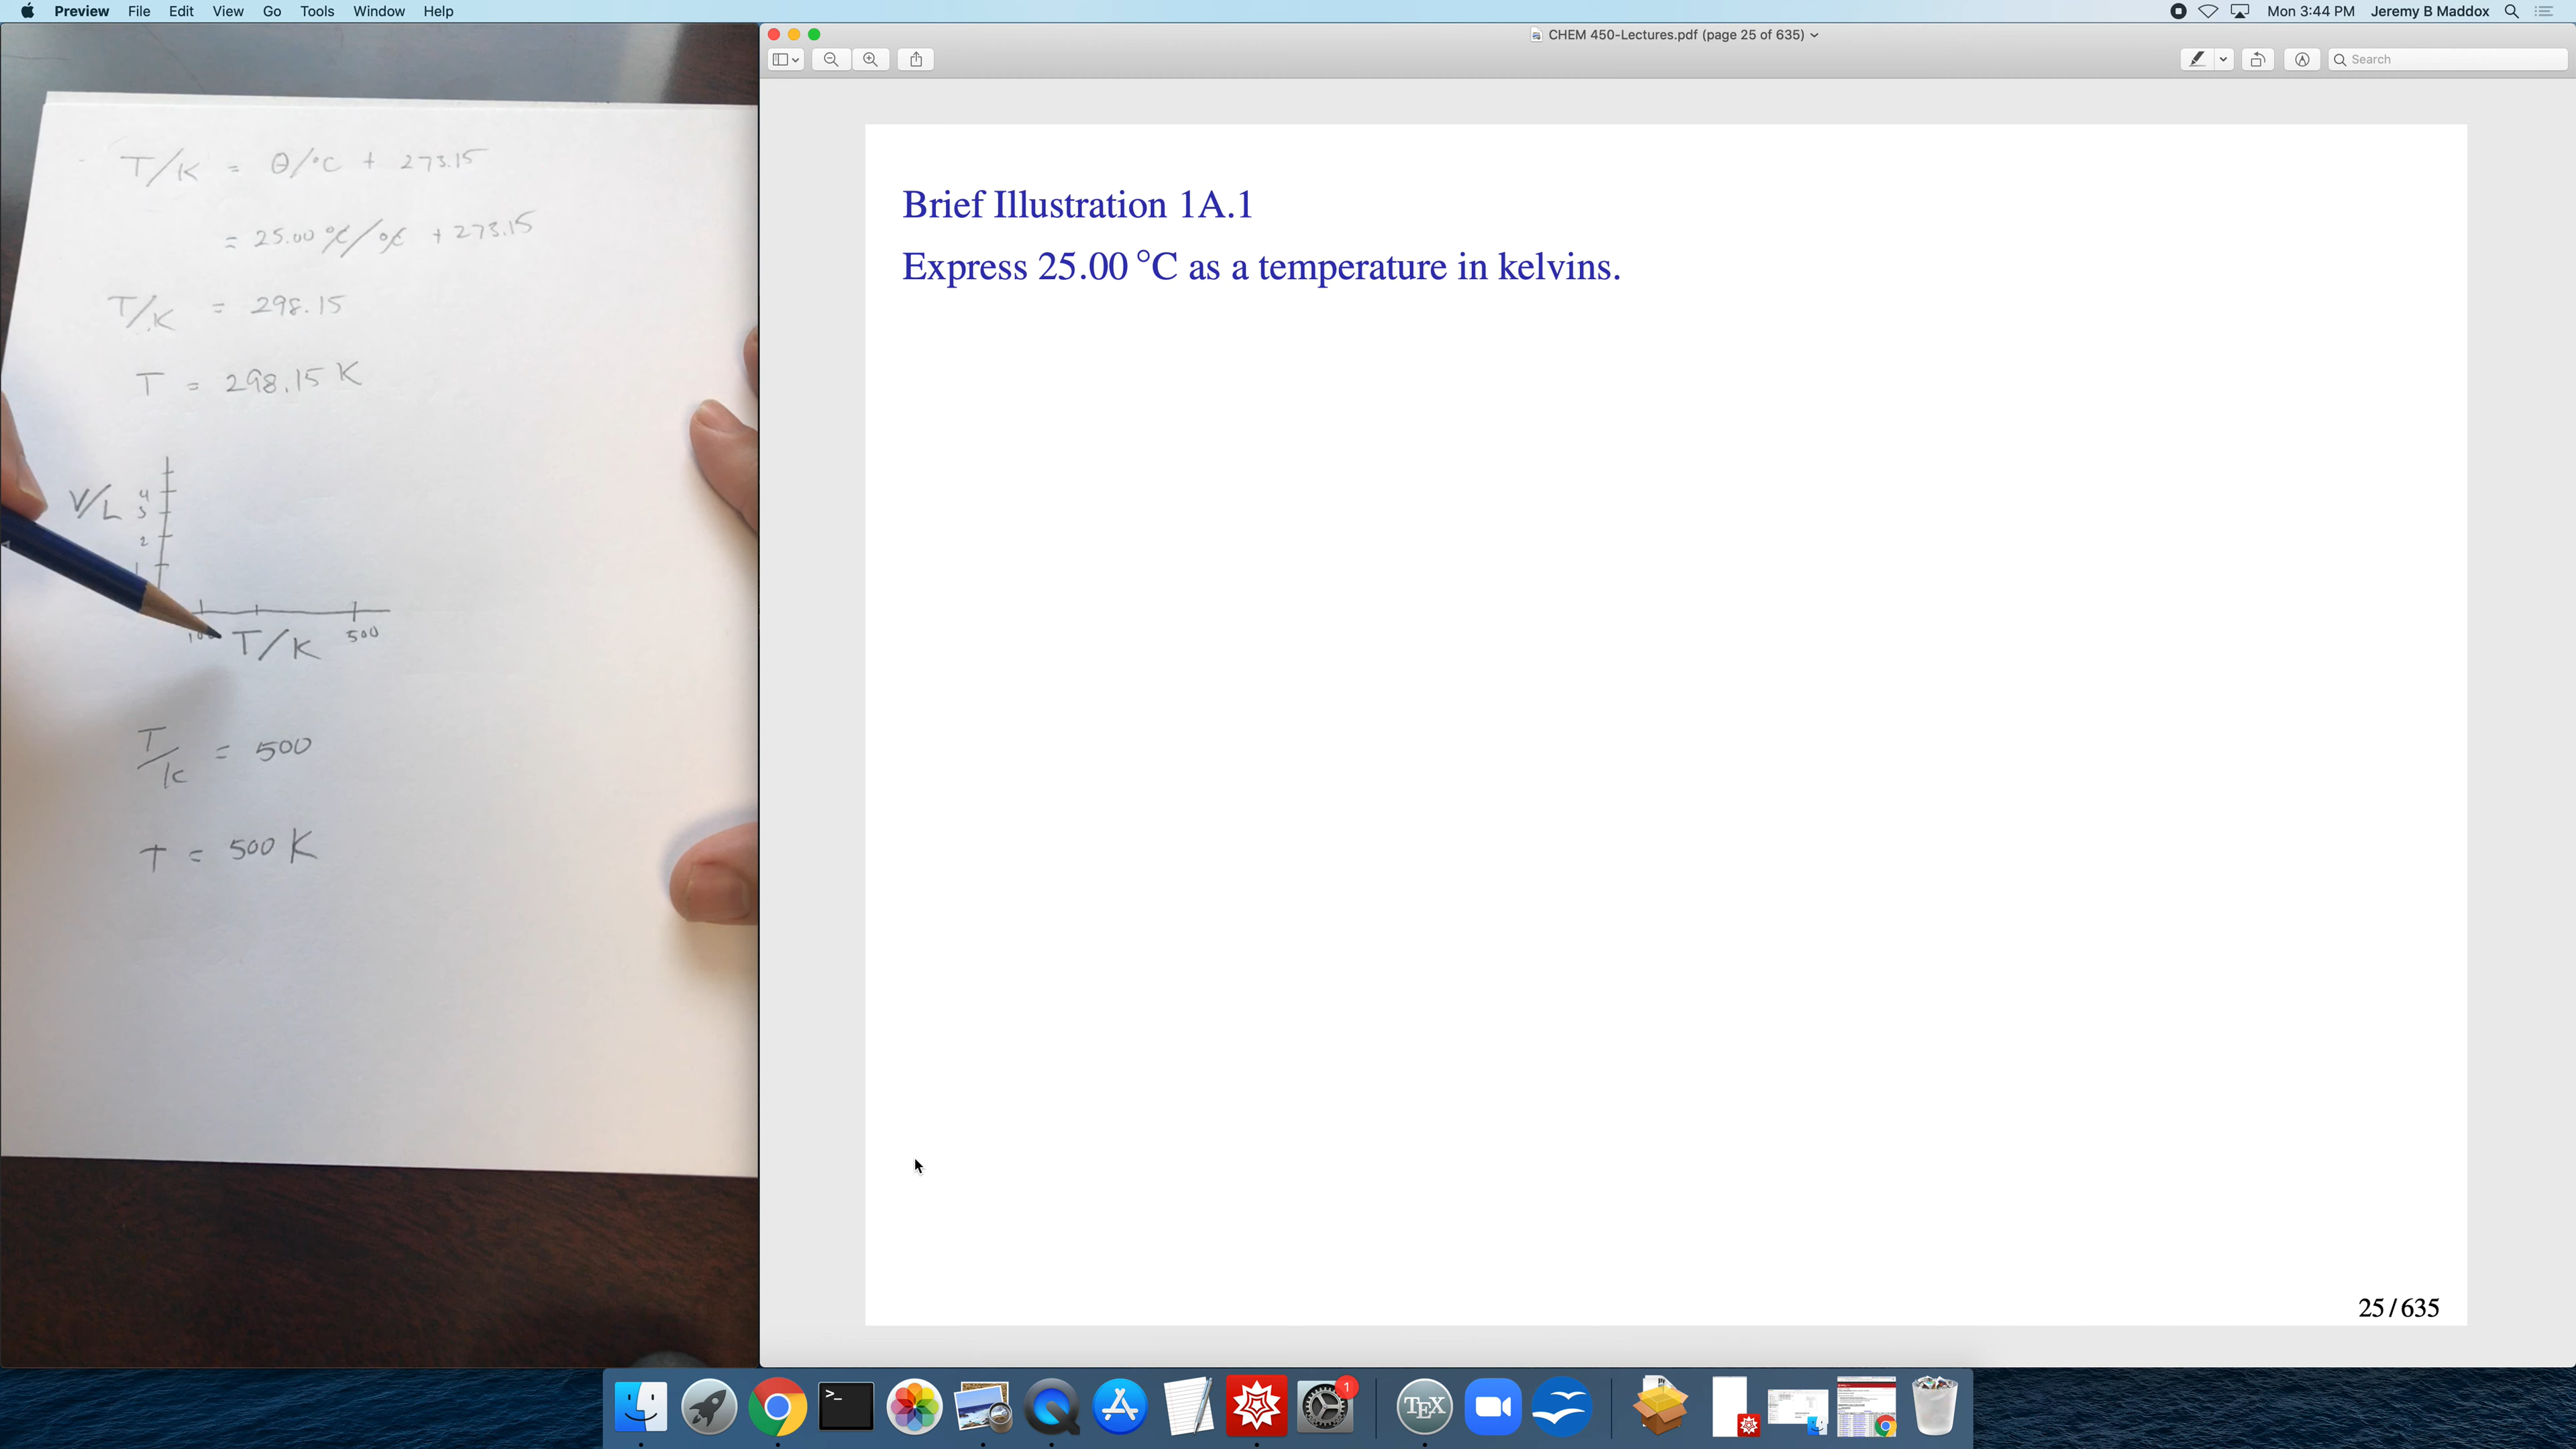 Preview File Edit View Go Tools Window Help
Mon 3:44 PM Jeremy B Maddox
CHEM 450-Lectures.pdf (page 25 of 635)
Search
T/K = θ/°C + 273.15
= 25.00 °C/°C + 273.15
T/K = 298.15
T = 298.15 K
V/L
4
3
2
1
T/K
500
T/K = 500
T = 500 K
Brief Illustration 1A.1
Express 25.00 °C as a temperature in kelvins.
25/635
>_
1
TEX